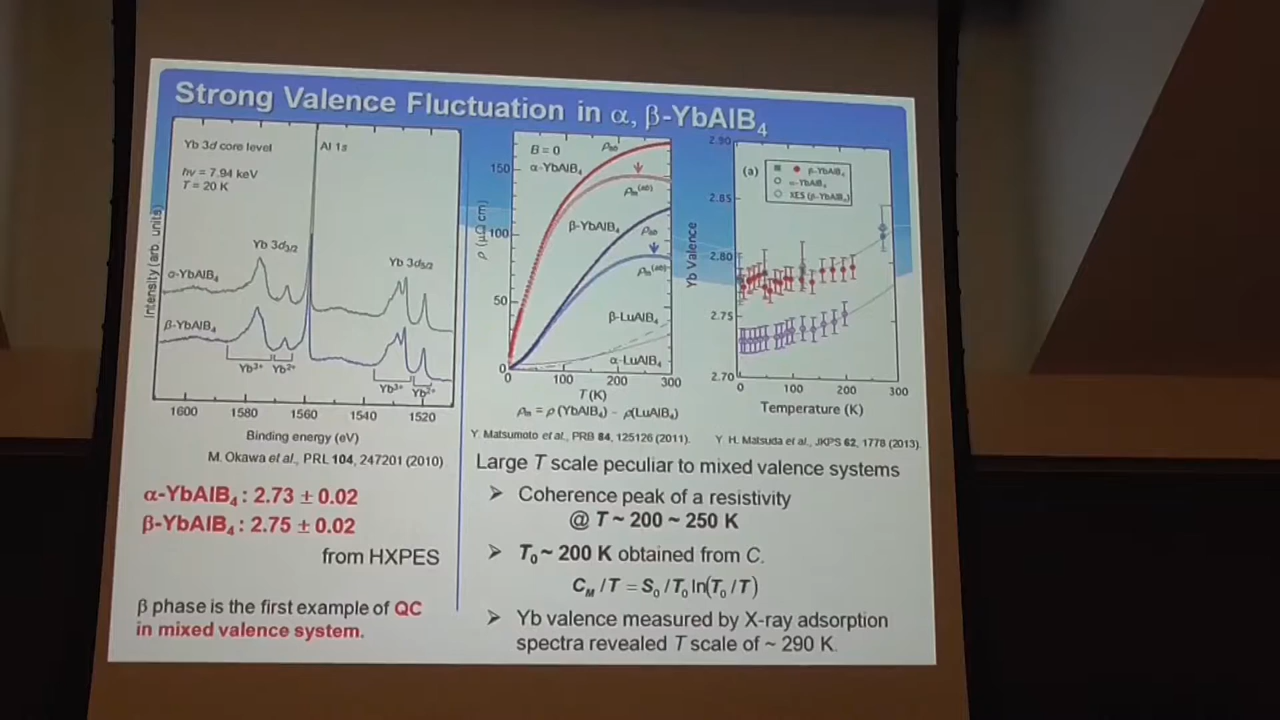 Strong Valence Fluctuation in α, β-YbAlB₄
Yb 3d core level
Al 1s
hν = 7.94 keV
T = 20 K
Intensity (arb. units)
Yb 3d3/2
Yb 3d5/2
α-YbAlB₄
β-YbAlB₄
Yb³⁺
Yb²⁺
Yb³⁺
Yb²⁺
1600
1580
1560
1540
1520
Binding energy (eV)
M. Okawa et al., PRL 104, 247201 (2010)
α-YbAlB₄ : 2.73 ± 0.02
β-YbAlB₄ : 2.75 ± 0.02
from HXPES
β phase is the first example of QC
in mixed valence system.
B = 0
α-YbAlB₄
β-YbAlB₄
β-LuAlB₄
α-LuAlB₄
ρ (μΩ cm)
150
100
50
0
0
100
200
300
T (K)
ρₘ = ρ (YbAlB₄) − ρ(LuAlB₄)
Y. Matsumoto et al., PRB 84, 125126 (2011).
(a)
β-YbAlB₄
α-YbAlB₄
XES (β-YbAlB₄)
Yb Valence
2.90
2.85
2.80
2.75
2.70
0
100
200
300
Temperature (K)
Y. H. Matsuda et al., JKPS 62, 1778 (2013).
Large T scale peculiar to mixed valence systems
➢ Coherence peak of a resistivity
@ T ~ 200 ~ 250 K
➢ T₀ ~ 200 K obtained from C.
C_M /T = S₀ /T₀ ln(T₀ /T)
➢ Yb valence measured by X-ray adsorption
spectra revealed T scale of ~ 290 K.